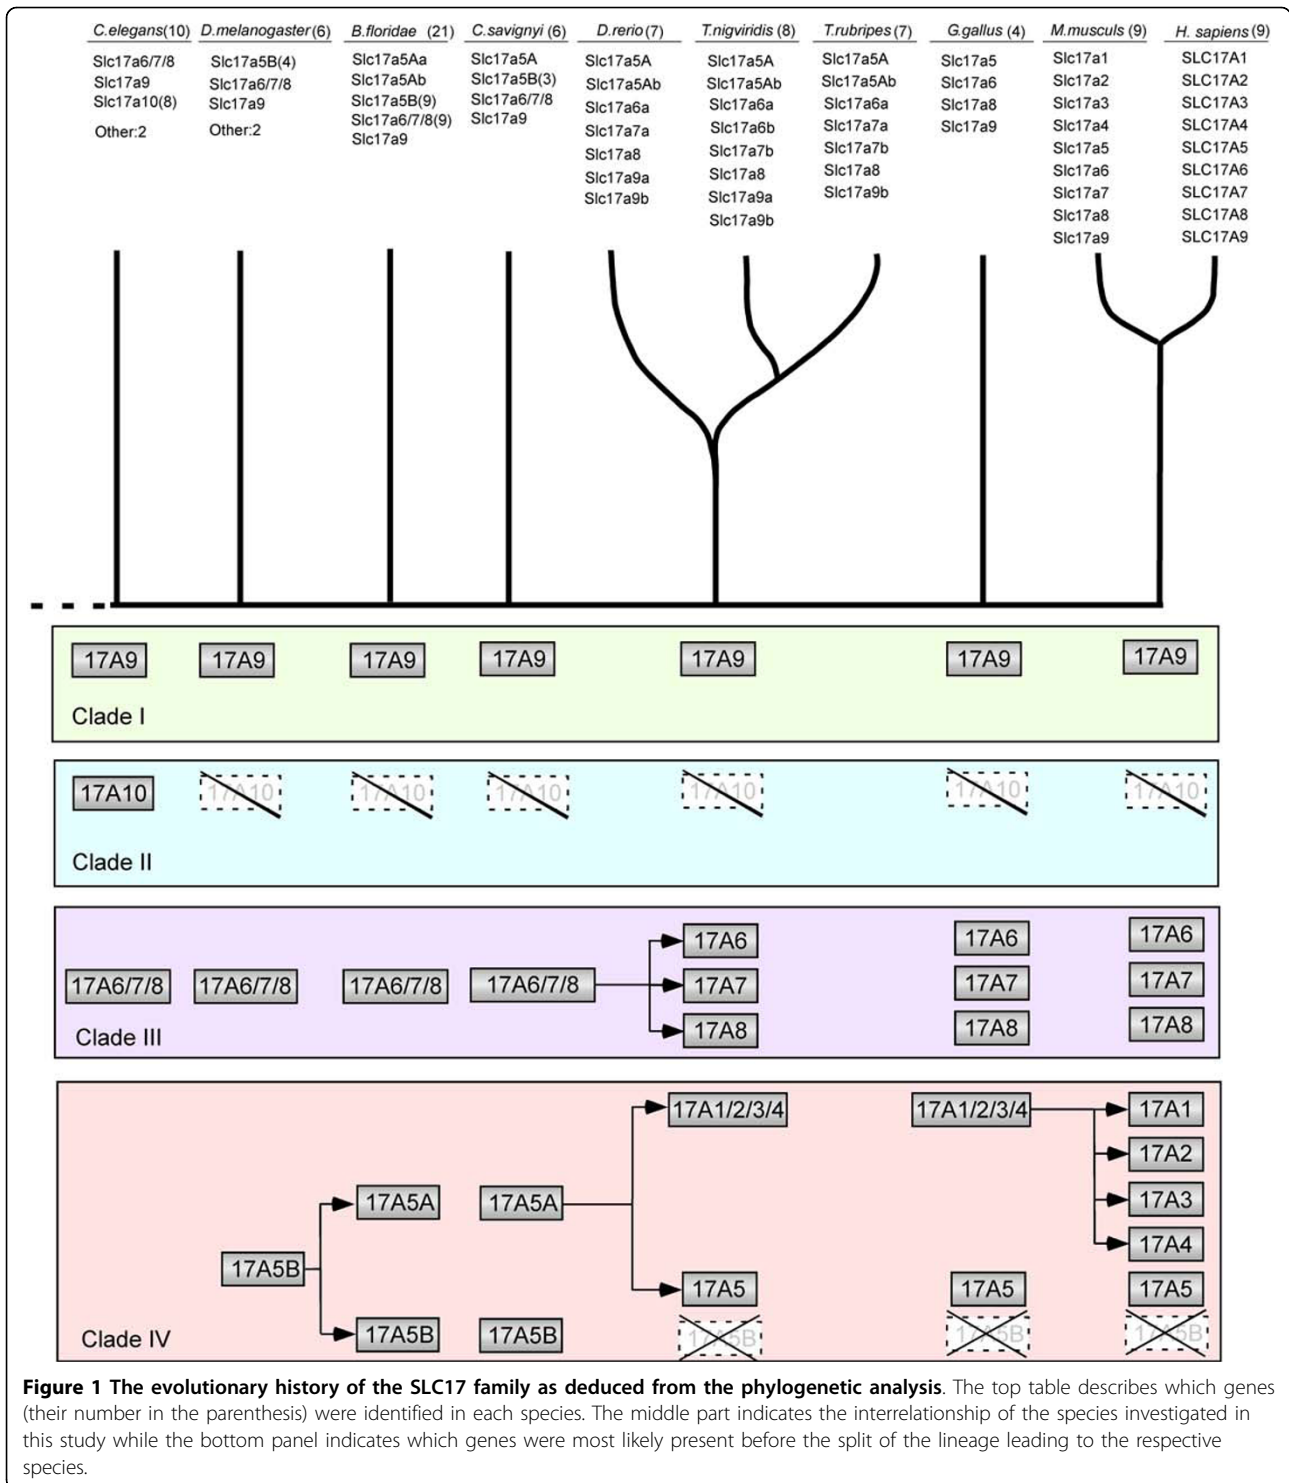 C.elegans(10) D.melanogaster(6) B.floridae (21) C.savignyi (6) D.rerio(7) T.nigviridis (8) T.rubripes(7) G.gallus (4) M.musculs (9) H. sapiens(9)
Slc17a6/7/8
Slc17a9
Slc17a10(8)
Other:2
Slc17a5B(4)
Slc17a6/7/8
Slc17a9
Other:2
Slc17a5Aa
Slc17a5Ab
Slc17a5B(9)
Slc17a6/7/8(9)
Slc17a9
Slc17a5A
Slc17a5B(3)
Slc17a6/7/8
Slc17a9
Slc17a5A
Slc17a5Ab
Slc17a6a
Slc17a7a
Slc17a8
Slc17a9a
Slc17a9b
Slc17a5A
Slc17a5Ab
Slc17a6a
Slc17a6b
Slc17a7b
Slc17a8
Slc17a9a
Slc17a9b
Slc17a5A
Slc17a5Ab
Slc17a6a
Slc17a7a
Slc17a7b
Slc17a8
Slc17a9b
Slc17a5
Slc17a6
Slc17a8
Slc17a9
Slc17a1
Slc17a2
Slc17a3
Slc17a4
Slc17a5
Slc17a6
Slc17a7
Slc17a8
Slc17a9
SLC17A1
SLC17A2
SLC17A3
SLC17A4
SLC17A5
SLC17A6
SLC17A7
SLC17A8
SLC17A9
17A9 17A9 17A9 17A9 17A9 17A9 17A9
Clade I
17A10 17A10 17A10 17A10 17A10 17A10 17A10
Clade II
17A6 17A6 17A6
17A6/7/8 17A6/7/8 17A6/7/8 17A6/7/8 17A7 17A7 17A7
17A8 17A8 17A8
Clade III
17A1/2/3/4 17A1/2/3/4 17A1
17A2
17A5A 17A5A 17A3
17A4
17A5B
17A5 17A5 17A5
17A5B 17A5B 17A5B 17A5B 17A5B
Clade IV
Figure 1 The evolutionary history of the SLC17 family as deduced from the phylogenetic analysis. The top table describes which genes
(their number in the parenthesis) were identified in each species. The middle part indicates the interrelationship of the species investigated in
this study while the bottom panel indicates which genes were most likely present before the split of the lineage leading to the respective
species.